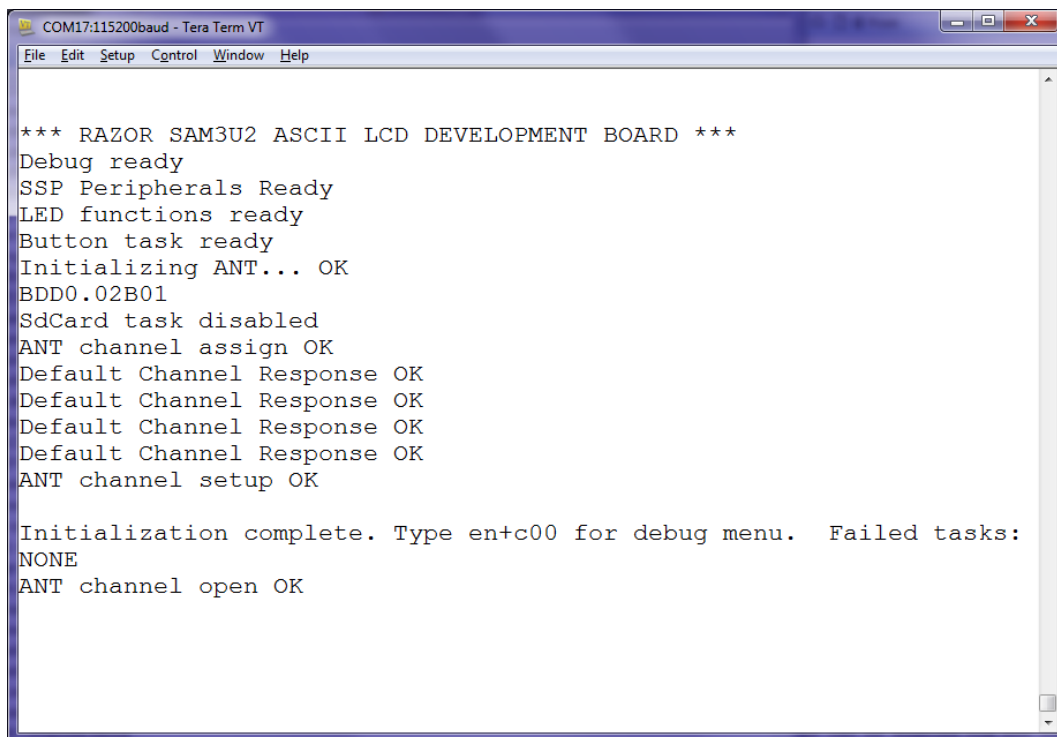 COM17:115200baud - Tera Term VT
File Edit Setup Control Window Help
*** RAZOR SAM3U2 ASCII LCD DEVELOPMENT BOARD ***
Debug ready
SSP Peripherals Ready
LED functions ready
Button task ready
Initializing ANT... OK
BDD0.02B01
SdCard task disabled
ANT channel assign OK
Default Channel Response OK
Default Channel Response OK
Default Channel Response OK
Default Channel Response OK
ANT channel setup OK
Initialization complete. Type en+c00 for debug menu.  Failed tasks:
NONE
ANT channel open OK